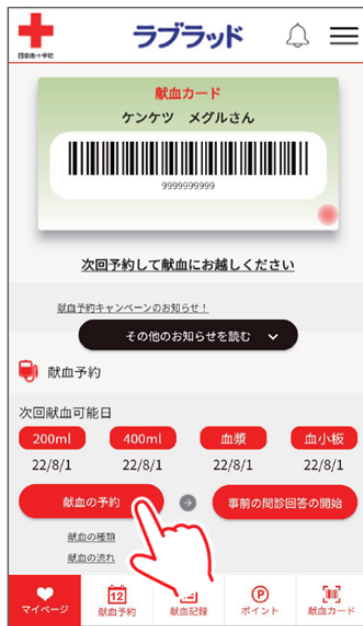 日本赤十字社
ラブラッド
献血カード
ケンケツ メグルさん
9999999999
次回予約して献血にお越しください
献血予約キャンペーンのお知らせ！
その他のお知らせを読む
献血予約
次回献血可能日
200ml 400ml 血漿 血小板
22/8/1 22/8/1 22/8/1 22/8/1
献血の予約 事前の問診回答の開始
献血の種類
献血の流れ
12
マイページ 献血予約 献血記録 ポイント 献血カード